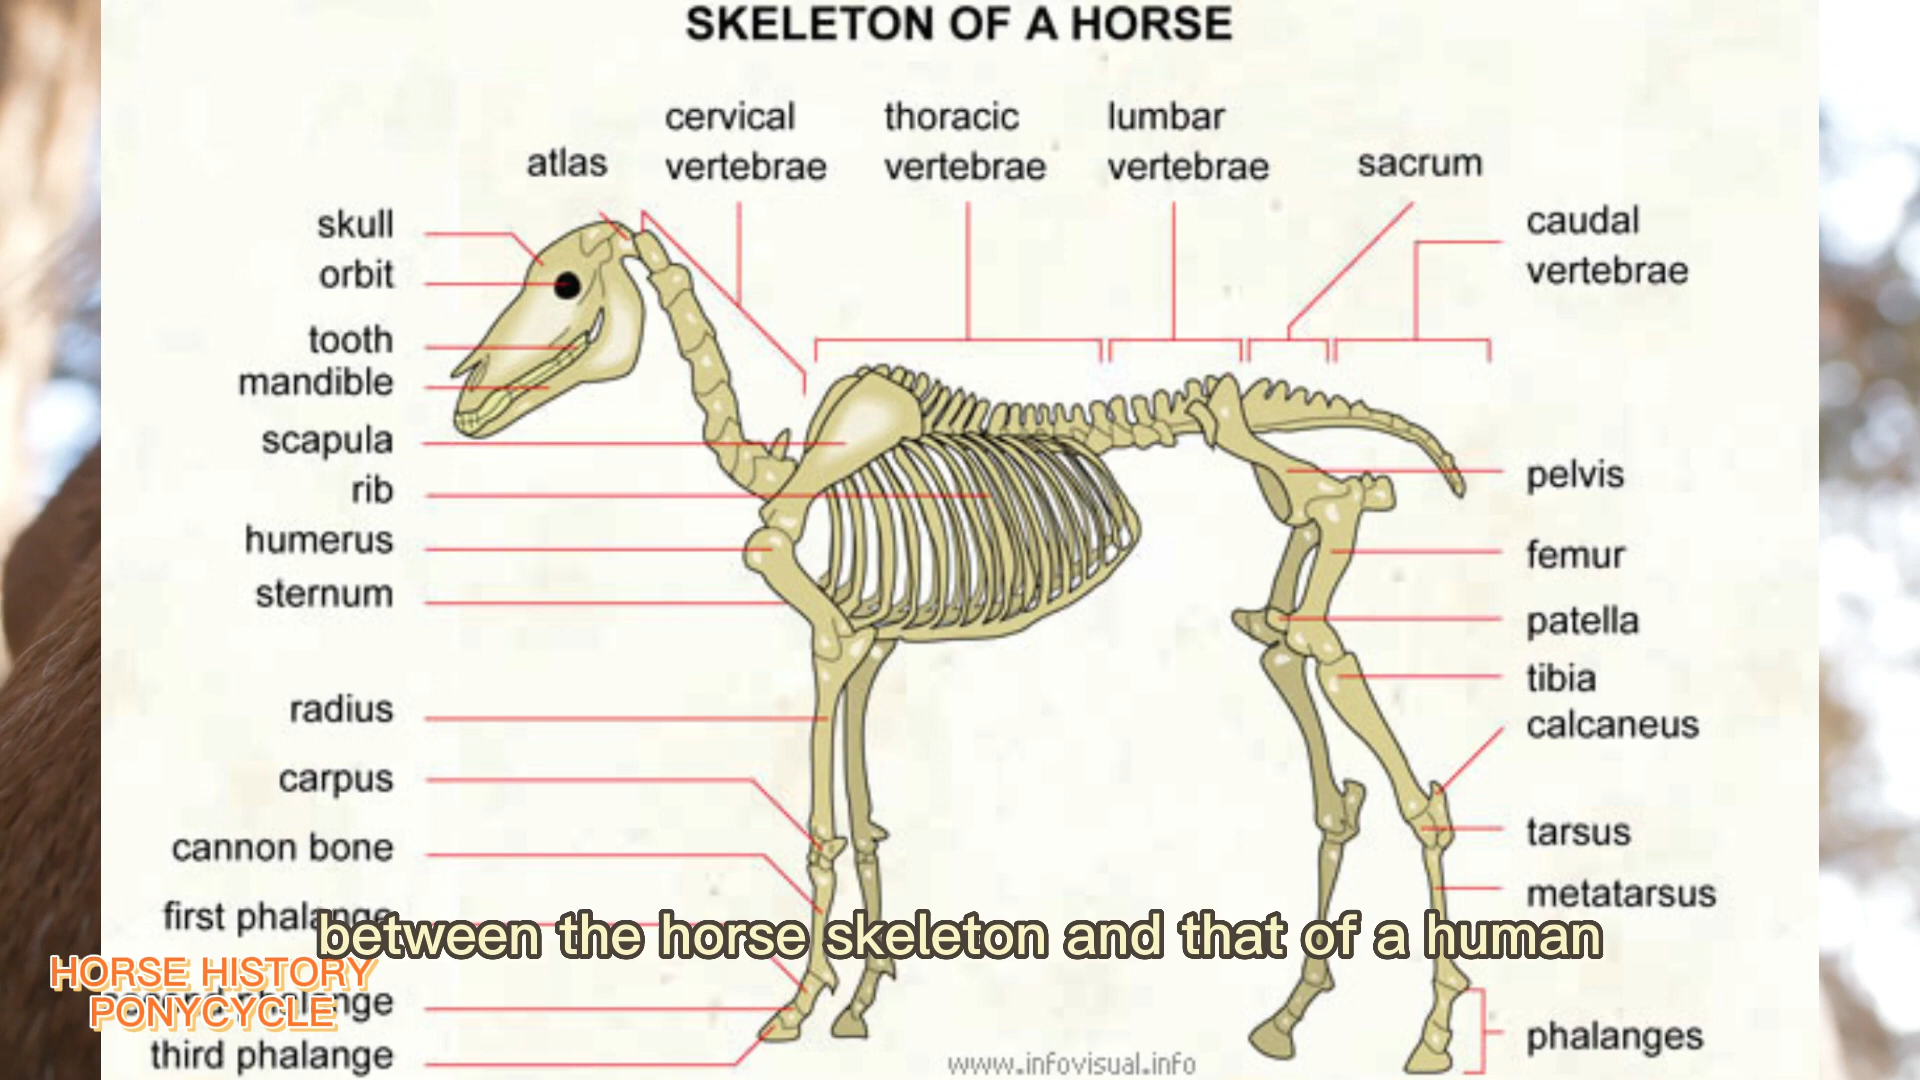 SKELETON OF A HORSE
cervical
vertebrae
thoracic
vertebrae
lumbar
vertebrae
atlas
sacrum
caudal
vertebrae
skull
orbit
tooth
mandible
scapula
rib
humerus
sternum
radius
carpus
cannon bone
first phalange
pelvis
femur
patella
tibia
calcaneus
tarsus
metatarsus
between the horse skeleton and that of a human
HORSE HISTORY
PONYCYCLE
third phalange
phalanges
www.infovisual.info